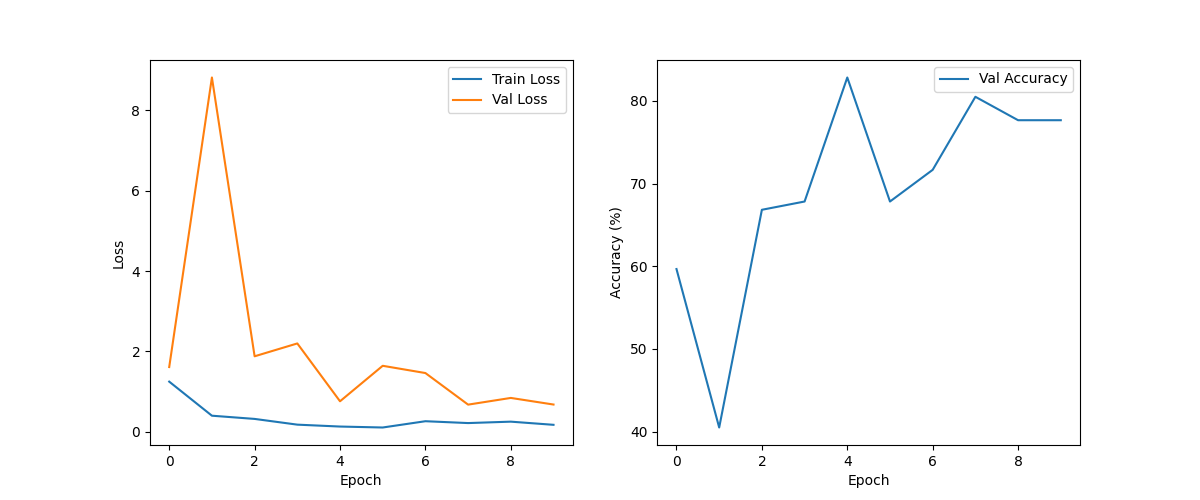 Train Loss
Val Loss
8
6
4
2
0
Loss
0 2 4 6 8
Epoch
Val Accuracy
80
70
60
50
40
Accuracy (%)
0 2 4 6 8
Epoch